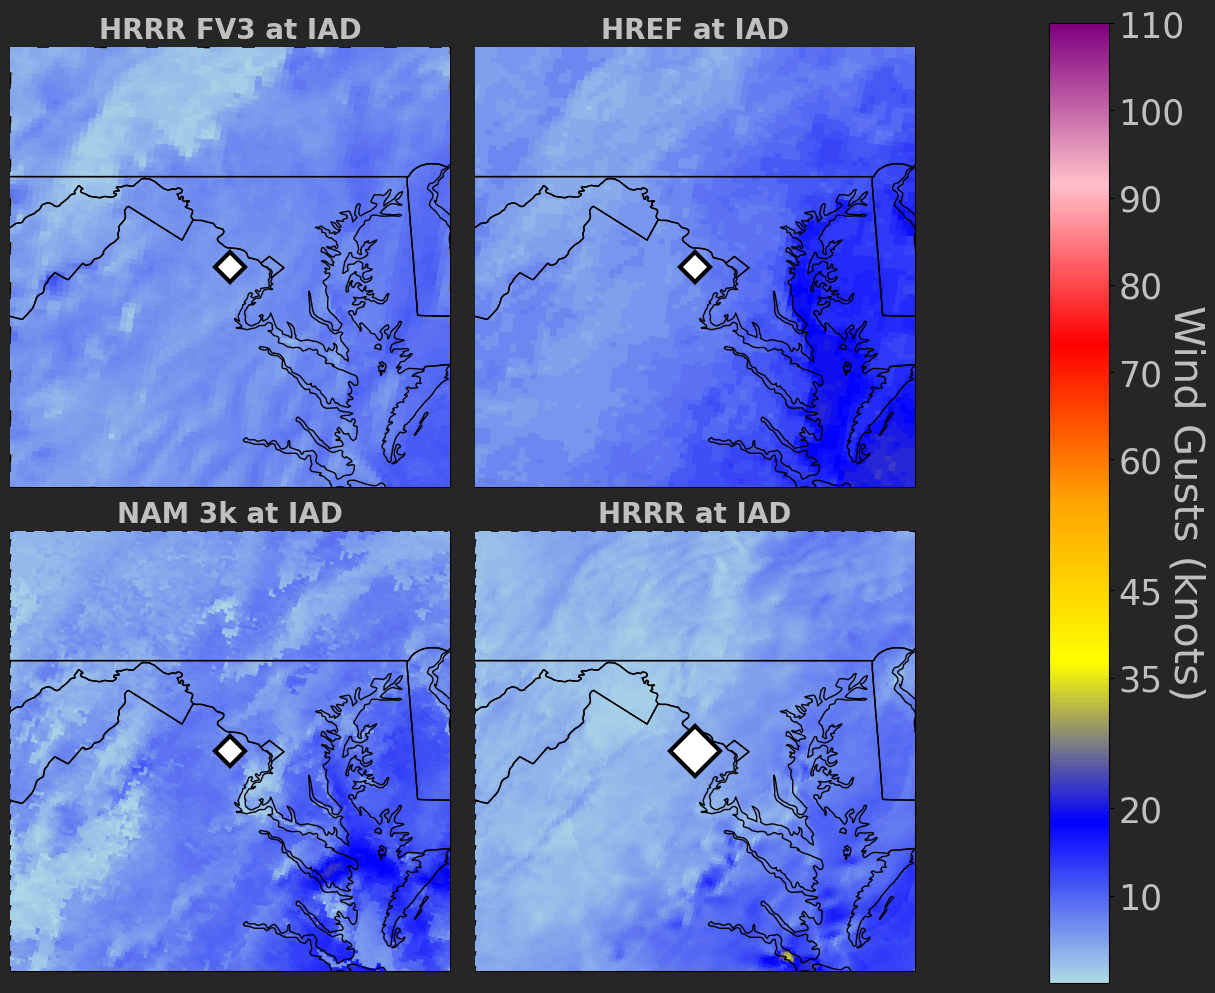 HRRR FV3 at IAD
HREF at IAD
NAM 3k at IAD
HRRR at IAD
110
100
90
80
70
60
45
35
20
10
Wind Gusts (knots)